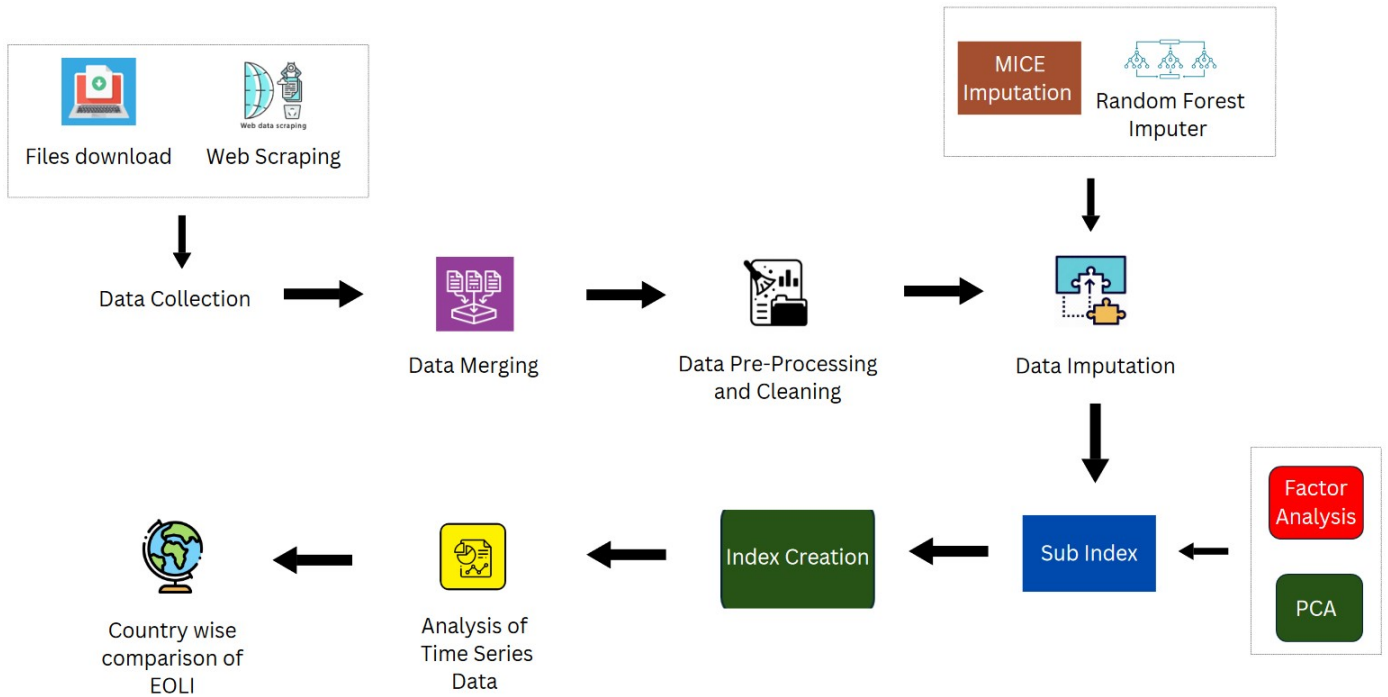 MICE
Imputation
Random Forest
Imputer
Web data scraping
Files download
Web Scraping
Data Collection
Data Merging
Data Pre-Processing
and Cleaning
Data Imputation
Factor
Analysis
PCA
Sub Index
Index Creation
Analysis of
Time Series
Data
Country wise
comparison of
EOLI